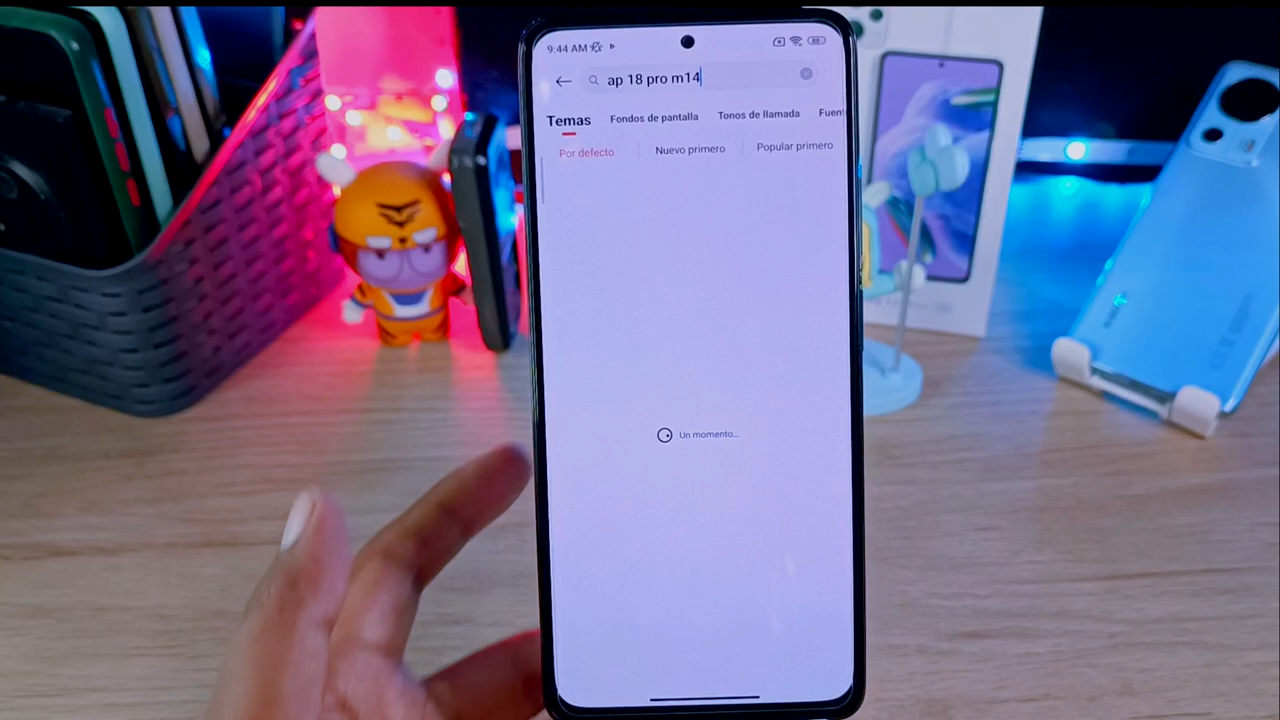 9:44 AM
ap 18 pro m14
Temas Fondos de pantalla Tonos de llamada Fuen
Por defecto Nuevo primero Popular primero
Un momento...